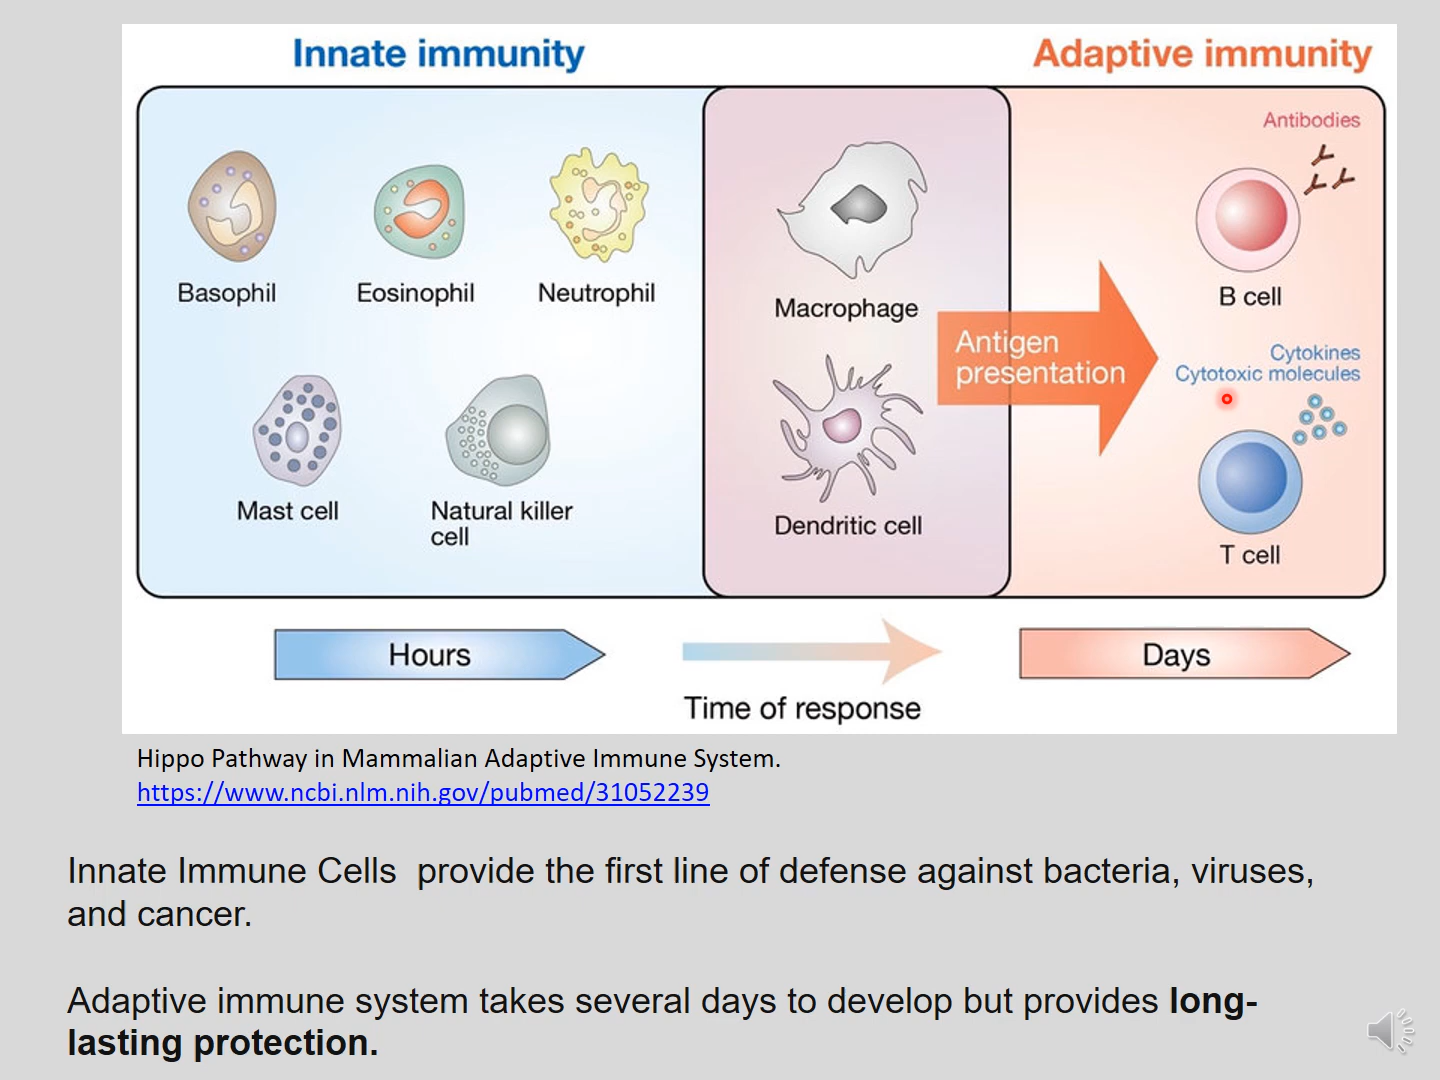 Innate immunity
Adaptive immunity
Antibodies
Basophil
Eosinophil
Neutrophil
Macrophage
B cell
Antigen
presentation
Cytokines
Cytotoxic molecules
Mast cell
Natural killer
cell
Dendritic cell
T cell
Hours
Time of response
Days
Hippo Pathway in Mammalian Adaptive Immune System.
https://www.ncbi.nlm.nih.gov/pubmed/31052239
Innate Immune Cells  provide the first line of defense against bacteria, viruses,
and cancer.
Adaptive immune system takes several days to develop but provides long-
lasting protection.